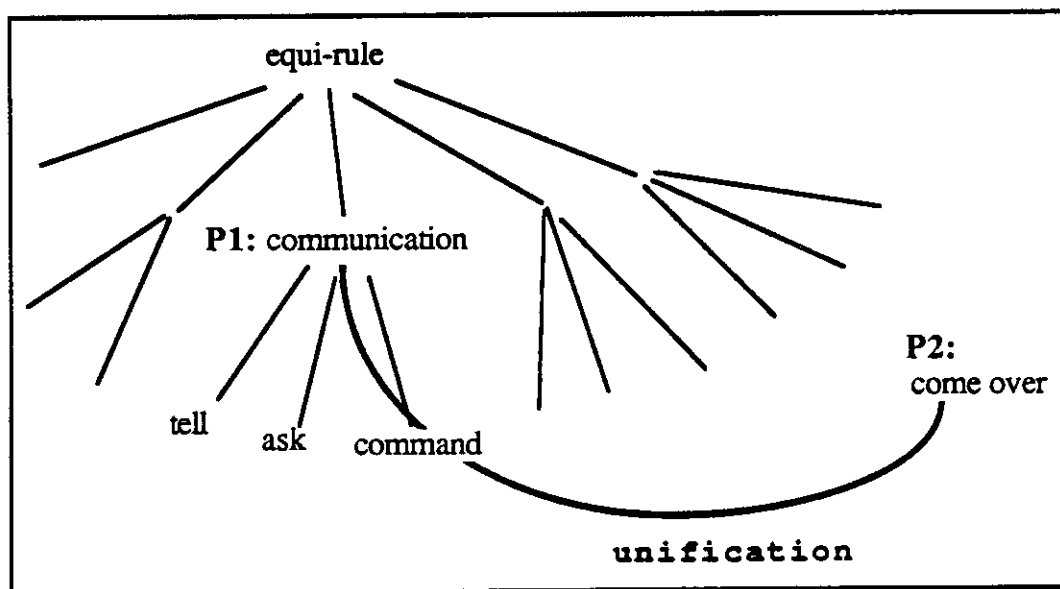 equi-rule
P1: communication
P2:
come over
tell
ask
command
unification